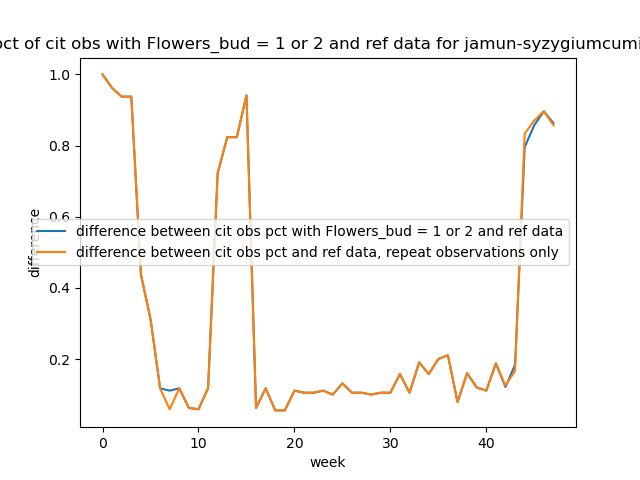 pct of cit obs with Flowers_bud = 1 or 2 and ref data for jamun-syzygiumcumi
1.0
0.8
0.6
0.4
0.2
difference
difference between cit obs pct with Flowers_bud = 1 or 2 and ref data
difference between cit obs pct and ref data, repeat observations only
0 10 20 30 40
week